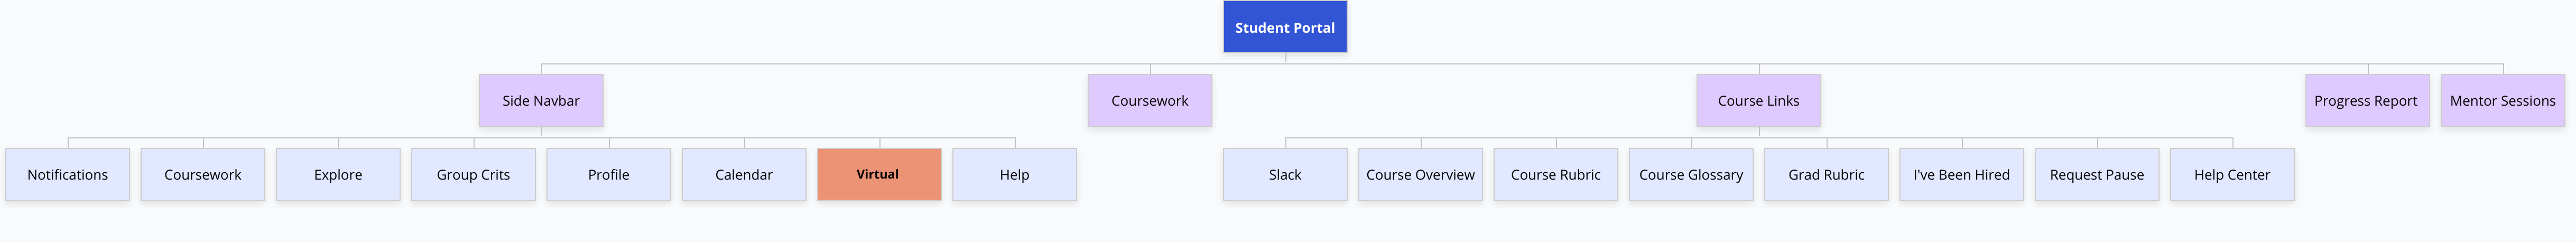 Student Portal
Side Navbar
Coursework
Course Links
Progress Report
Mentor Sessions
Notifications
Coursework
Explore
Group Crits
Profile
Calendar
Virtual
Help
Slack
Course Overview
Course Rubric
Course Glossary
Grad Rubric
I've Been Hired
Request Pause
Help Center